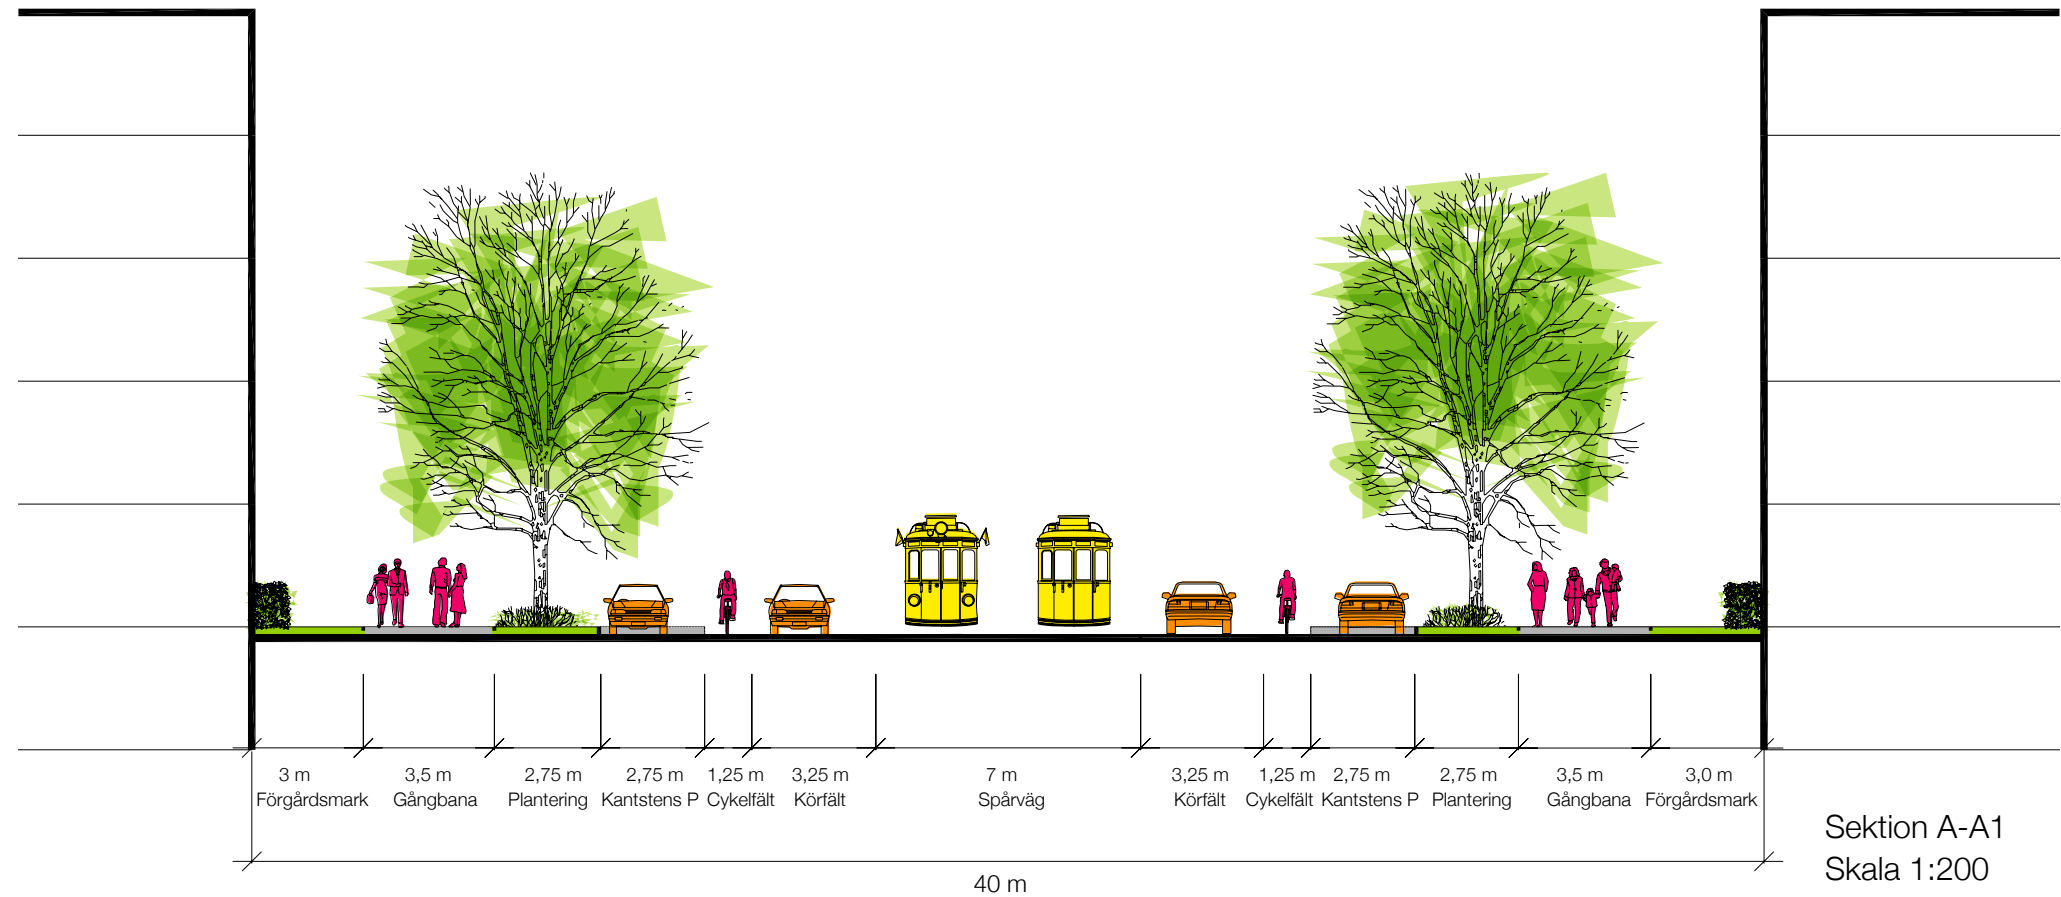 3 m 3,5 m 2,75 m 2,75 m 1,25 m 3,25 m 7 m 3,25 m 1,25 m 2,75 m 2,75 m 3,5 m 3,0 m
Förgårdsmark Gångbana Plantering Kantstens P Cykelfält Körfält Spårväg Körfält Cykelfält Kantstens P Plantering Gångbana Förgårdsmark
40 m
Sektion A-A1
Skala 1:200